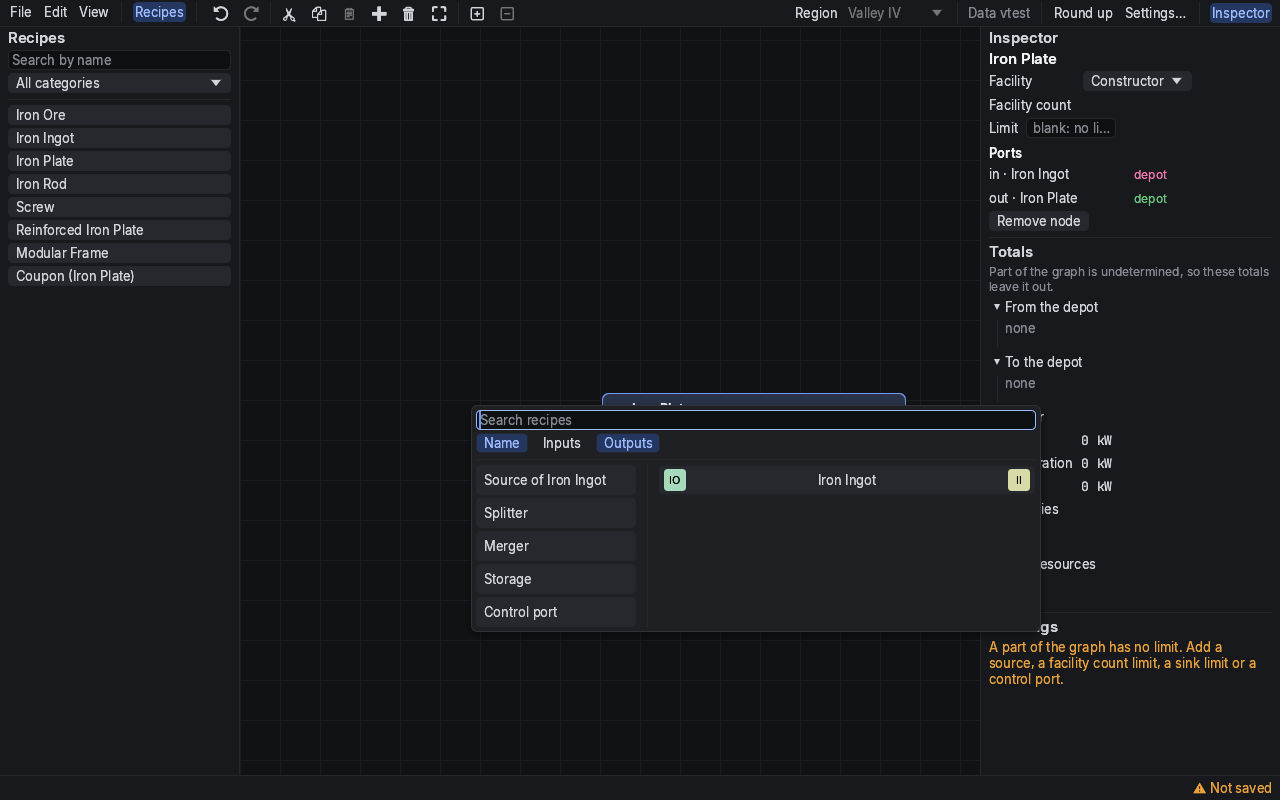 File Edit View Recipes Region Valley IV Data vtest Round up Settings... Inspector
Recipes
Search by name
All categories
Iron Ore
Iron Ingot
Iron Plate
Iron Rod
Screw
Reinforced Iron Plate
Modular Frame
Coupon (Iron Plate)
Search recipes
Name Inputs Outputs
Source of Iron Ingot
Splitter
Merger
Storage
Control port
IO Iron Ingot II
Inspector
Iron Plate
Facility Constructor
Facility count
Limit blank: no li...
Ports
in · Iron Ingot depot
out · Iron Plate depot
Remove node
Totals
Part of the graph is undetermined, so these totals
leave it out.
From the depot
none
To the depot
none
0 kW
0 kW
0 kW
A part of the graph has no limit. Add a
source, a facility count limit, a sink limit or a
control port.
Not saved